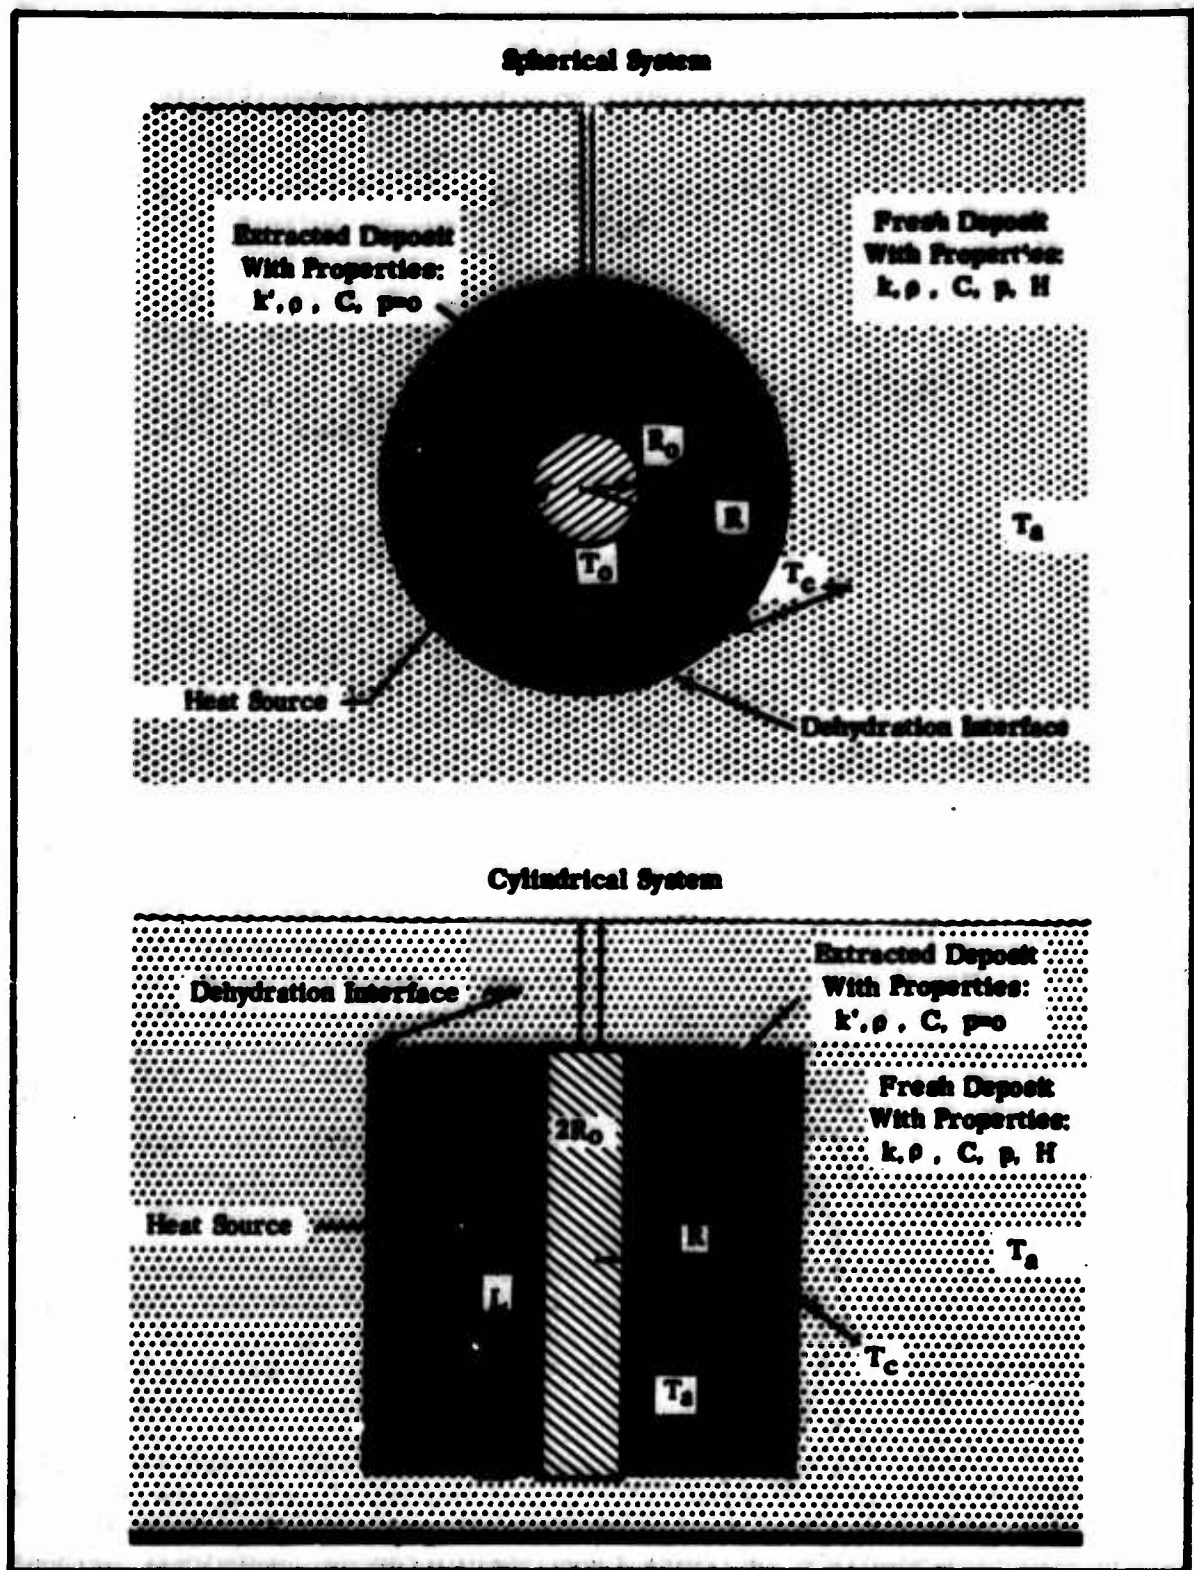 Spherical System
Extracted Deposit
With Properties:
k', ρ, C, p=o
Fresh Deposit
With Properties:
k, ρ, C, p, H
R₀
R
Tₐ
T₀
T꜀
Heat Source
Dehydration Interface
Cylindrical System
Dehydration Interface
Extracted Deposit
With Properties:
k', ρ, C, p=o
Fresh Deposit
With Properties:
k, ρ, C, p, H
2R₀
Heat Source
R
Tₐ
L
T꜀
Tₐ